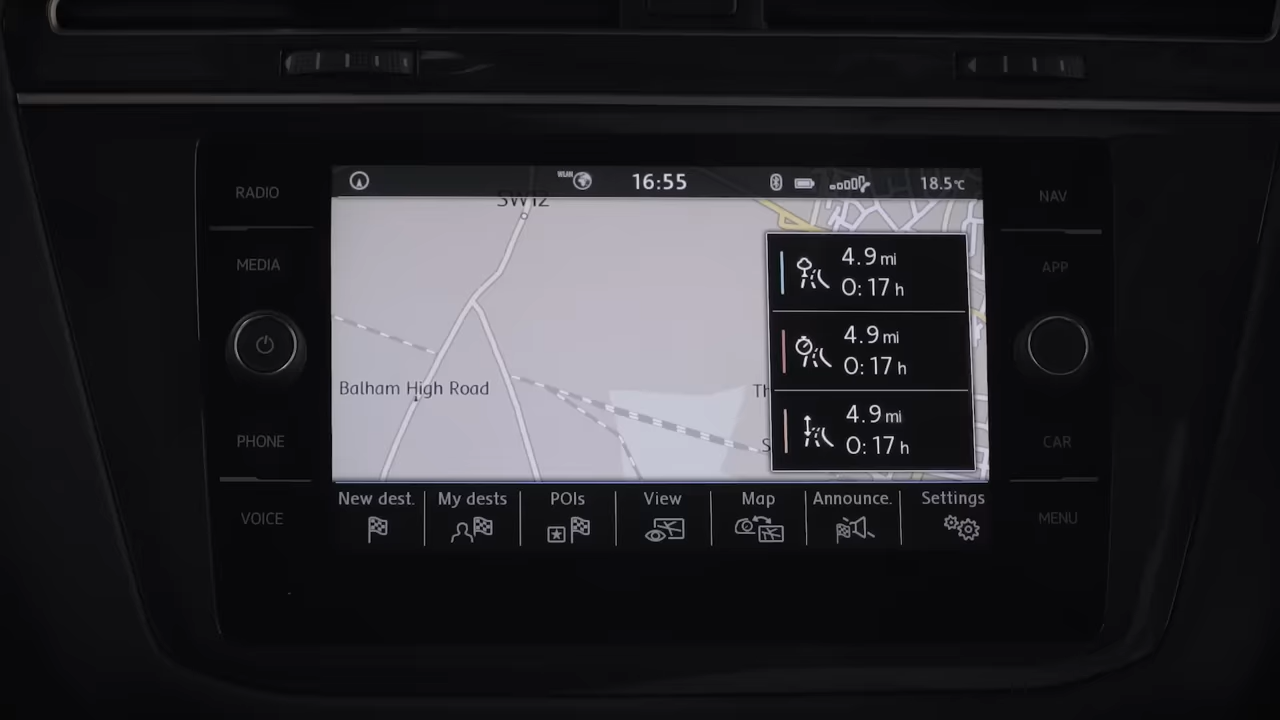 RADIO
MEDIA
PHONE
VOICE
NAV
APP
CAR
MENU
WLAN
16:55
18.5°C
SW12
Balham High Road
Th
S
4.9 mi
0:17 h
4.9 mi
0:17 h
4.9 mi
0:17 h
New dest.
My dests
POIs
View
Map
Announce.
Settings